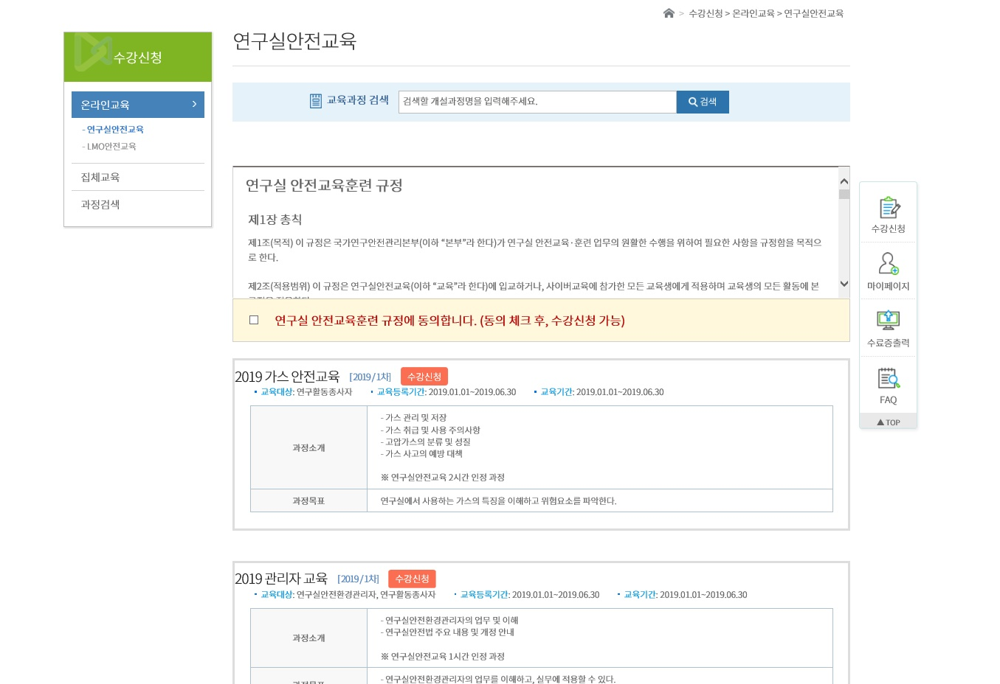 > 수강신청 > 온라인교육 > 연구실안전교육
수강신청
온라인교육
- 연구실안전교육
- LMO안전교육
집체교육
과정검색
연구실안전교육
교육과정 검색
검색할 개설과정명을 입력해주세요.
검색
연구실 안전교육훈련 규정
제1장 총칙
제1조(목적) 이 규정은 국가연구안전관리본부(이하 “본부”라 한다)가 연구실 안전교육·훈련 업무의 원활한 수행을 위하여 필요한 사항을 규정함을 목적으
로 한다.
제2조(적용범위) 이 규정은 연구실안전교육(이하 “교육”라 한다)에 입교하거나, 사이버교육에 참가한 모든 교육생에게 적용하며 교육생의 모든 활동에 본
연구실 안전교육훈련 규정에 동의합니다. (동의 체크 후, 수강신청 가능)
2019 가스 안전교육 [2019 / 1차] 수강신청
교육대상: 연구활동종사자 교육등록기간: 2019.01.01~2019.06.30 교육기간: 2019.01.01~2019.06.30
과정소개
- 가스 관리 및 저장
- 가스 취급 및 사용 주의사항
- 고압가스의 분류 및 성질
- 가스 사고의 예방 대책
※ 연구실안전교육 2시간 인정 과정
과정목표
연구실에서 사용하는 가스의 특징을 이해하고 위험요소를 파악한다.
2019 관리자 교육 [2019 / 1차] 수강신청
교육대상: 연구실안전환경관리자, 연구활동종사자 교육등록기간: 2019.01.01~2019.06.30 교육기간: 2019.01.01~2019.06.30
과정소개
- 연구실안전환경관리자의 업무 및 이해
- 연구실안전법 주요 내용 및 개정 안내
※ 연구실안전교육 1시간 인정 과정
- 연구실안전환경관리자의 업무를 이해하고, 실무에 적용할 수 있다.
과정목표
수강신청
마이페이지
수료증출력
FAQ
▲ TOP